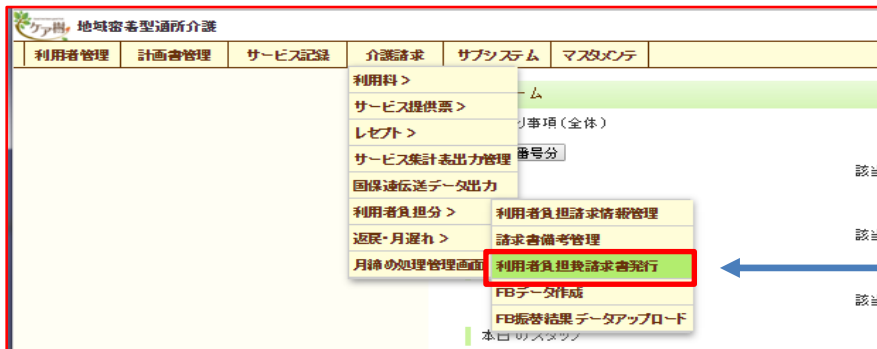 ケア樹 地域密着型通所介護
利用者管理 計画書管理 サービス記録 介護請求 サブシステム マスタメンテ
利用料 >
サービス提供票 >
レセプト >
サービス集計表出力管理
国保連伝送データ出力
利用者負担分 >
返戻・月遅れ >
月締め処理管理画面
利用者負担請求情報管理
請求書備考管理
利用者負担換請求書発行
FBデータ作成
FB振替結果データアップロード
ーム
り事項(全体)
番号分
該当
該当
該当
本日のスタッフ